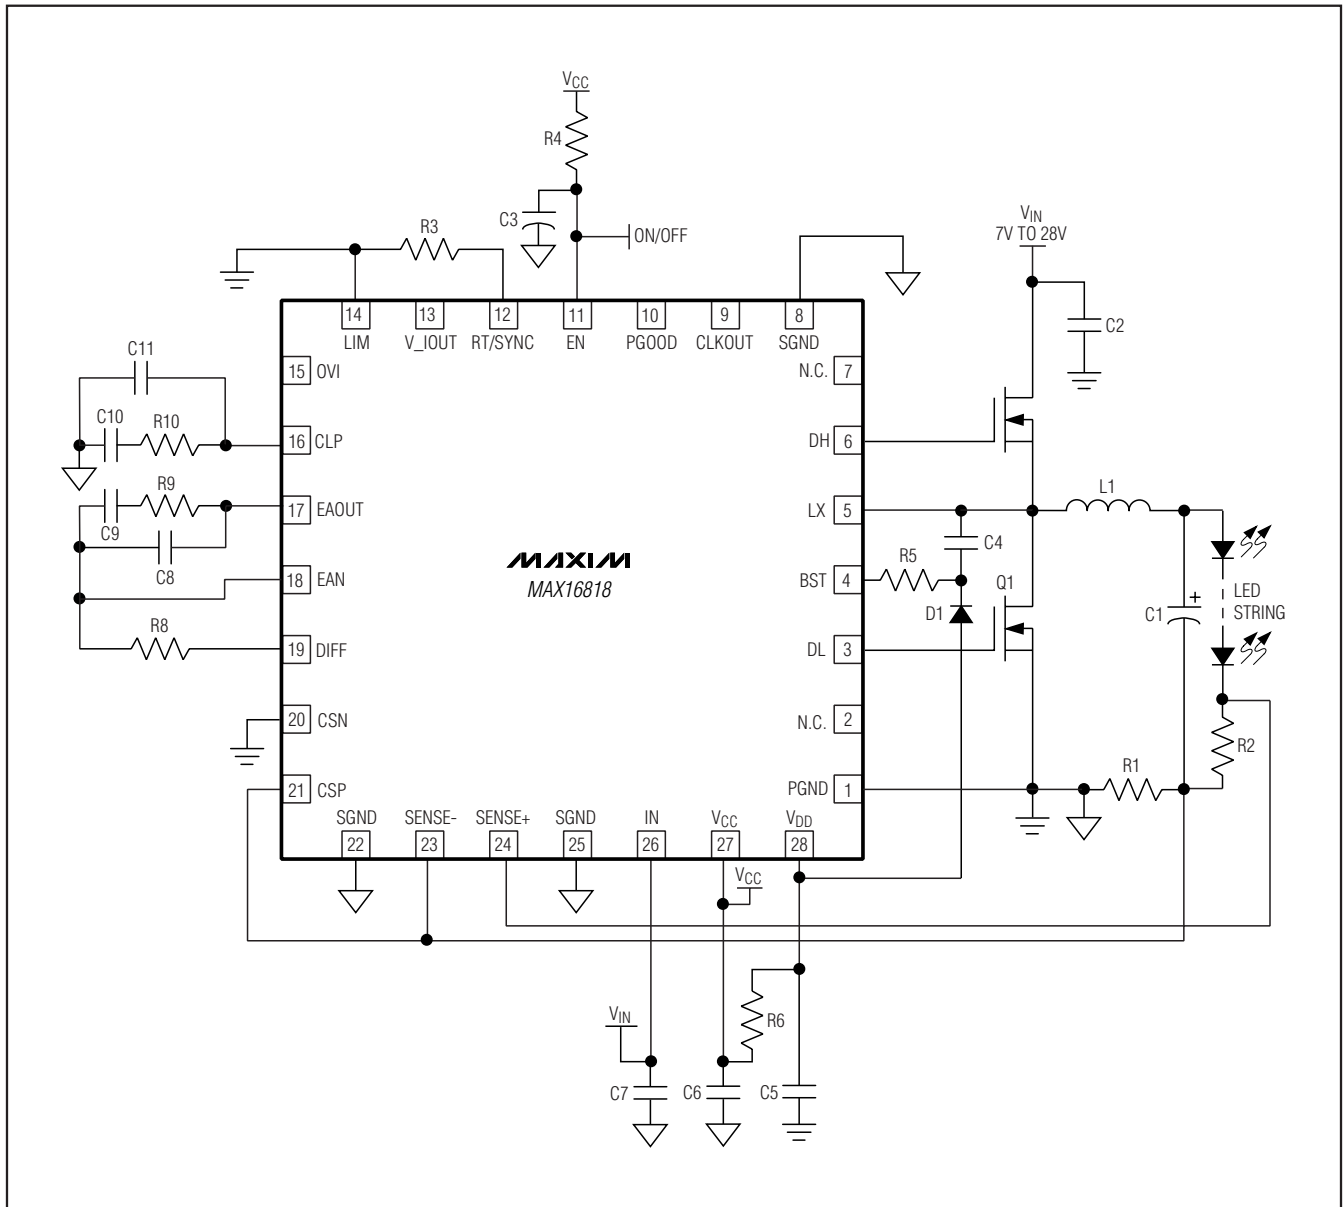 VCC
R4
C3
ON/OFF
R3
VIN
7V TO 28V
C2
14
13
12
11
10
9
8
LIM
V_IOUT
RT/SYNC
EN
PGOOD
CLKOUT
SGND
C11
15 OVI
N.C. 7
C10
R10
16 CLP
DH 6
R9
C9
17 EAOUT
LX 5
L1
C8
C4
MAXIM
MAX16818
18 EAN
BST 4
R5
Q1
D1
C1
+
LED
STRING
R8
19 DIFF
DL 3
20 CSN
N.C. 2
R2
21 CSP
PGND 1
R1
SGND
SENSE-
SENSE+
SGND
IN
VCC
VDD
22
23
24
25
26
27
28
VCC
VIN
R6
C7
C6
C5